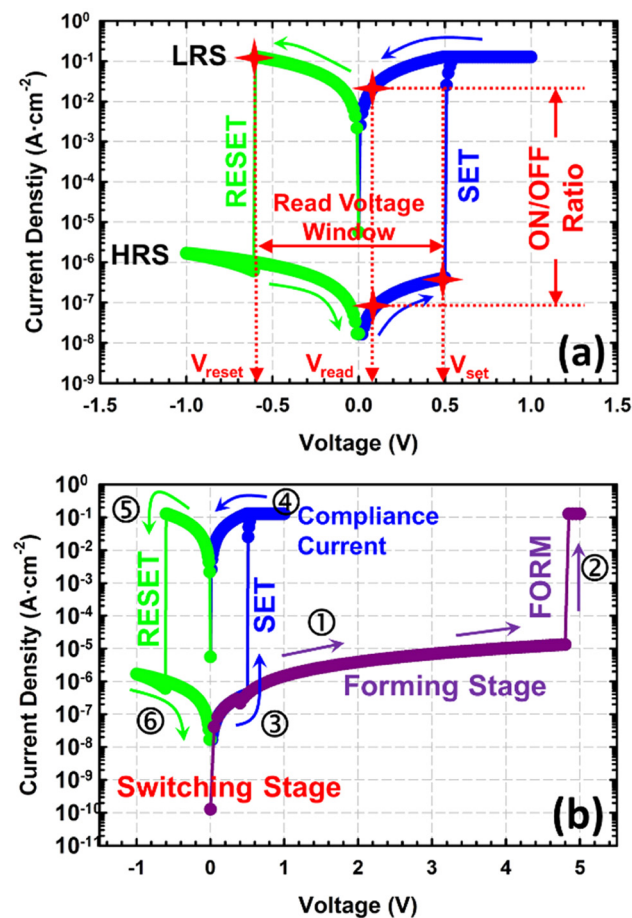 10⁰
10⁻¹
10⁻²
10⁻³
10⁻⁴
10⁻⁵
10⁻⁶
10⁻⁷
10⁻⁸
10⁻⁹
Current Denstiy (A·cm⁻²)
LRS
HRS
RESET
SET
Read Voltage
Window
ON/OFF
Ratio
V_reset
V_read
V_set
(a)
-1.5 -1.0 -0.5 0.0 0.5 1.0 1.5
Voltage (V)
10⁰
10⁻¹
10⁻²
10⁻³
10⁻⁴
10⁻⁵
10⁻⁶
10⁻⁷
10⁻⁸
10⁻⁹
10⁻¹⁰
10⁻¹¹
Current Density (A·cm⁻²)
⑤
④
Compliance
Current
RESET
SET
FORM
②
①
Forming Stage
⑥
③
Switching Stage
(b)
-1 0 1 2 3 4 5
Voltage (V)